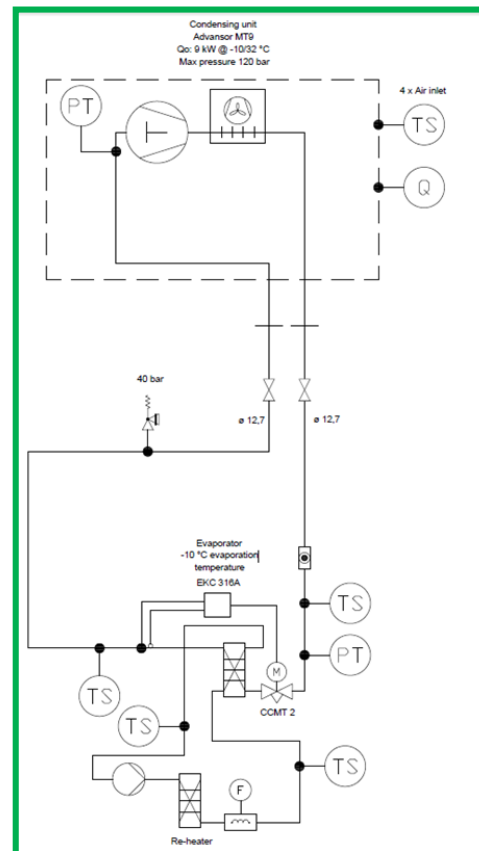 Condensing unit
Advansor MT9
Qo: 9 kW @ -10/32 °C
Max pressure 120 bar
4 x Air inlet
PT
TS
Q
40 bar
ø 12,7
ø 12,7
Evaporator
-10 °C evaporation
temperature
EKC 316A
TS
PT
M
CCMT 2
TS
TS
TS
F
Re-heater